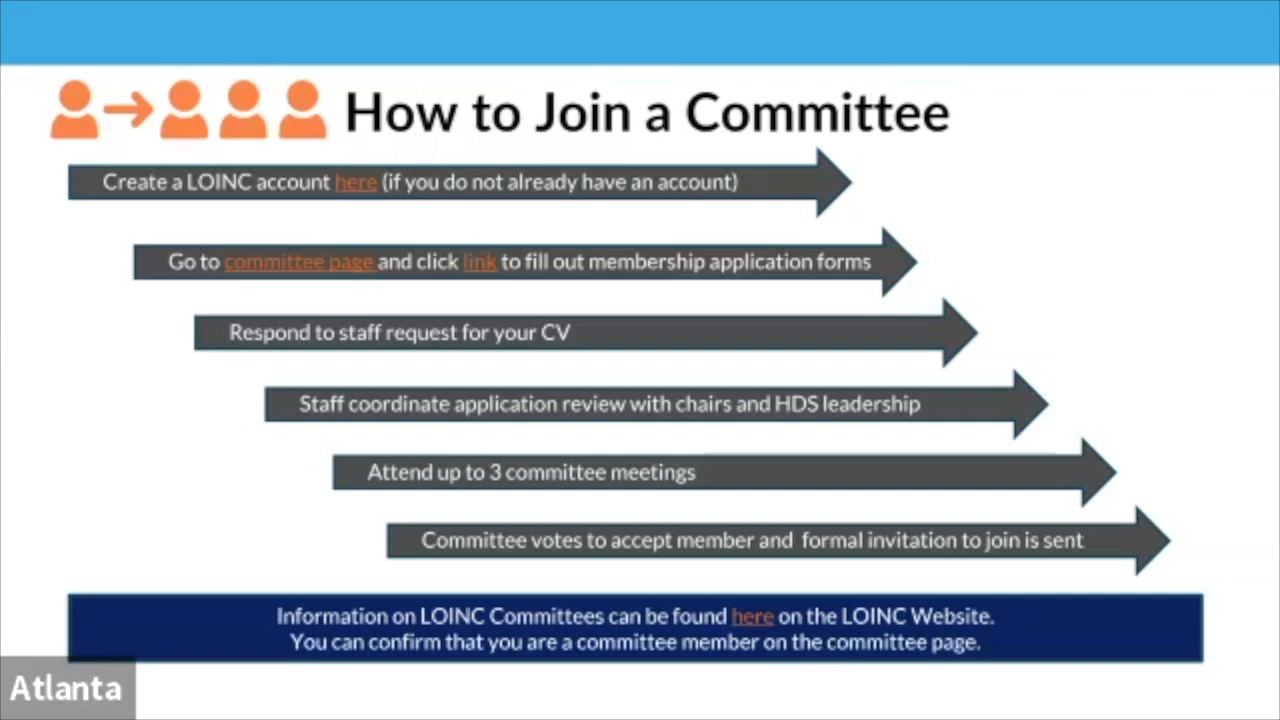 How to Join a Committee
Create a LOINC account here (if you do not already have an account)
Go to committee page and click link to fill out membership application forms
Respond to staff request for your CV
Staff coordinate application review with chairs and HDS leadership
Attend up to 3 committee meetings
Committee votes to accept member and formal invitation to join is sent
Information on LOINC Committees can be found here on the LOINC Website.
You can confirm that you are a committee member on the committee page.
Atlanta